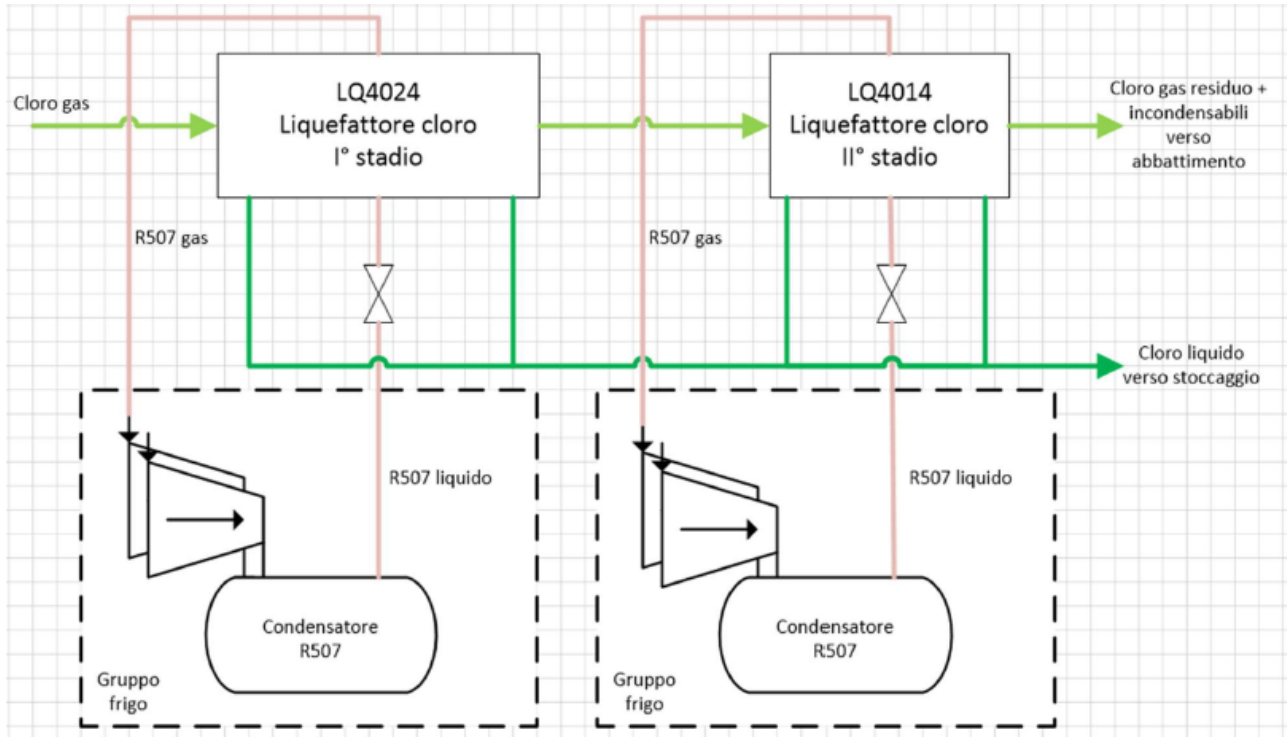 Cloro gas
LQ4024
Liquefattore cloro
I° stadio
LQ4014
Liquefattore cloro
II° stadio
Cloro gas residuo +
incondensabili
verso
abbattimento
R507 gas
R507 gas
Cloro liquido
verso stoccaggio
R507 liquido
R507 liquido
Condensatore
R507
Condensatore
R507
Gruppo
frigo
Gruppo
frigo